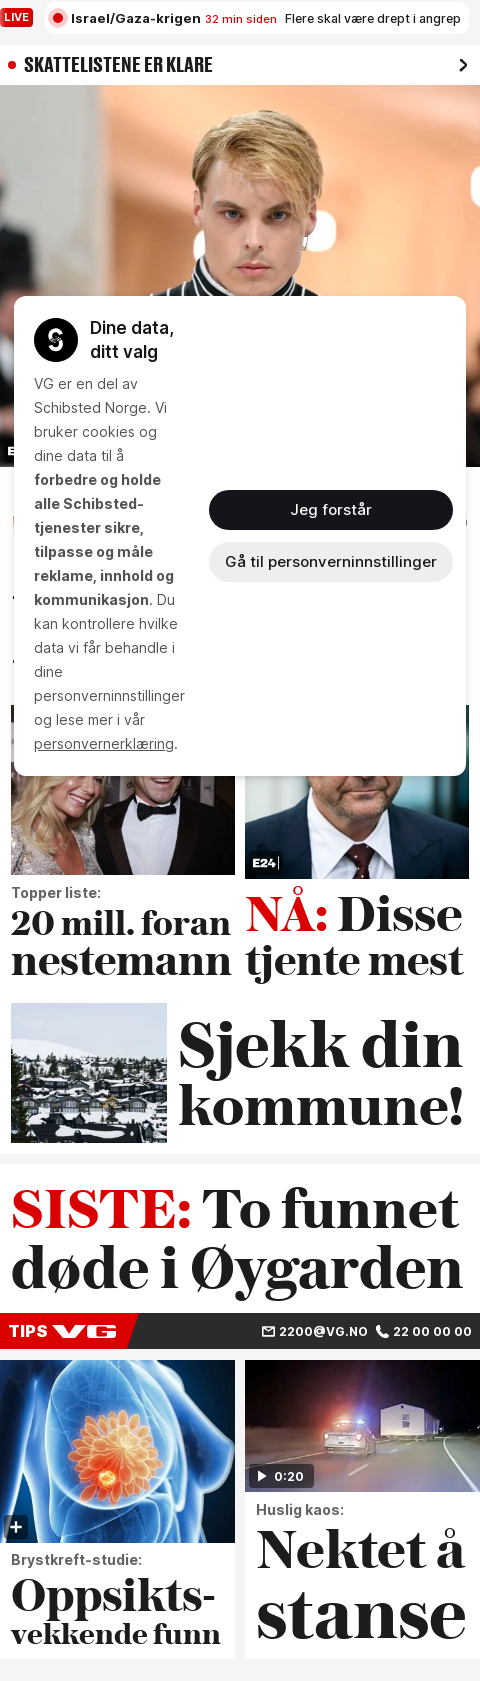 LIVE
Israel/Gaza-krigen 32 min siden Flere skal være drept i angrep
SKATTELISTENE ER KLARE
Dine data,
ditt valg
VG er en del av
Schibsted Norge. Vi
bruker cookies og
dine data til å
forbedre og holde
alle Schibsted-
tjenester sikre,
tilpasse og måle
reklame, innhold og
kommunikasjon. Du
kan kontrollere hvilke
data vi får behandle i
dine
personverninnstillinger
og lese mer i vår
personvernerklæring.
Jeg forstår
Gå til personverninnstillinger
E24
Topper liste:
20 mill. foran
nestemann
NÅ: Disse
tjente mest
Sjekk din
kommune!
SISTE: To funnet
døde i Øygarden
TIPS VG
2200@VG.NO 22 00 00 00
0:20
Brystkreft-studie:
Oppsikts-
vekkende funn
Huslig kaos:
Nektet å
stanse